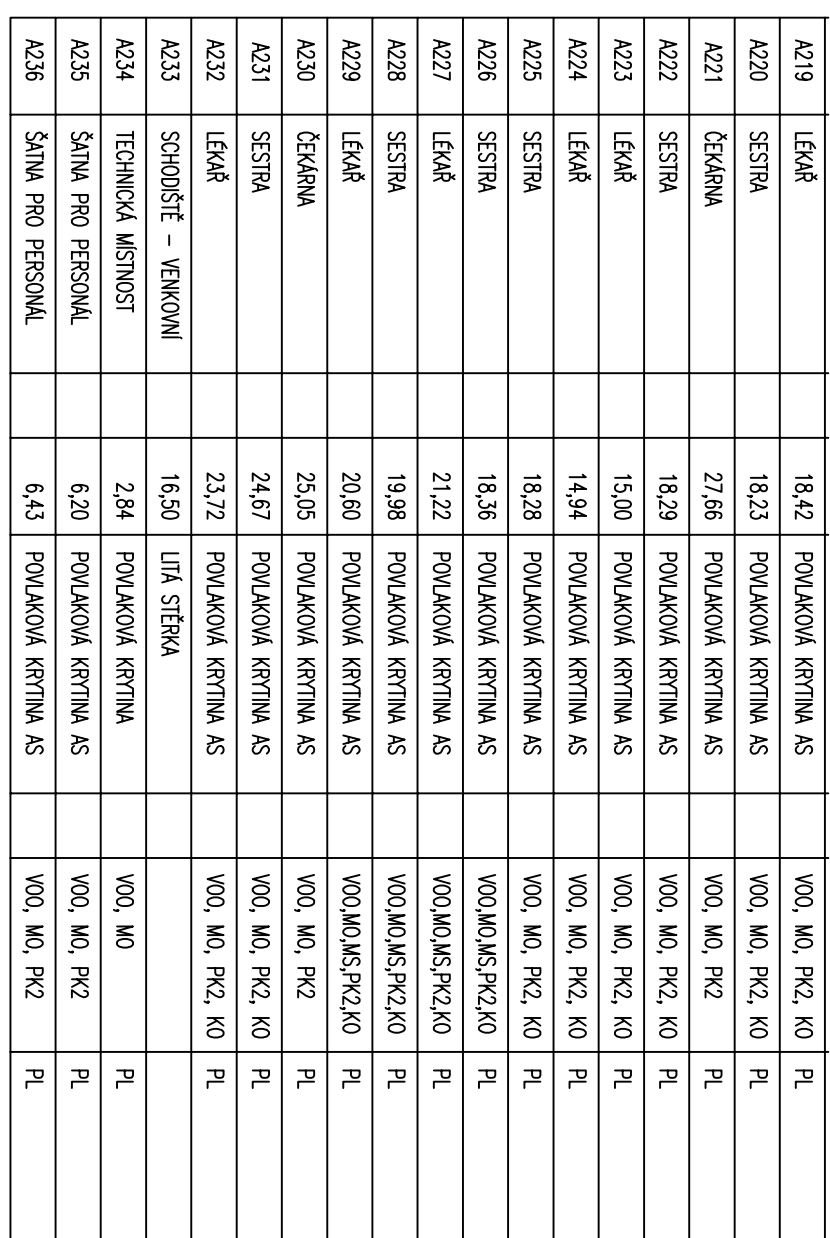 A219 LÉKAŘ 18,42 POVLAKOVÁ KRYTINA AS VOO, MO, PK2, KO PL
A220 SESTRA 18,23 POVLAKOVÁ KRYTINA AS VOO, MO, PK2, KO PL
A221 ČEKÁRNA 27,66 POVLAKOVÁ KRYTINA AS VOO, MO, PK2 PL
A222 SESTRA 18,29 POVLAKOVÁ KRYTINA AS VOO, MO, PK2, KO PL
A223 LÉKAŘ 15,00 POVLAKOVÁ KRYTINA AS VOO, MO, PK2, KO PL
A224 LÉKAŘ 14,94 POVLAKOVÁ KRYTINA AS VOO, MO, PK2, KO PL
A225 SESTRA 18,28 POVLAKOVÁ KRYTINA AS VOO, MO, PK2, KO PL
A226 SESTRA 18,36 POVLAKOVÁ KRYTINA AS VOO,MO,MS,PK2,KO PL
A227 LÉKAŘ 21,22 POVLAKOVÁ KRYTINA AS VOO,MO,MS,PK2,KO PL
A228 SESTRA 19,98 POVLAKOVÁ KRYTINA AS VOO,MO,MS,PK2,KO PL
A229 LÉKAŘ 20,60 POVLAKOVÁ KRYTINA AS VOO,MO,MS,PK2,KO PL
A230 ČEKÁRNA 25,05 POVLAKOVÁ KRYTINA AS VOO, MO, PK2 PL
A231 SESTRA 24,67 POVLAKOVÁ KRYTINA AS VOO, MO, PK2, KO PL
A232 LÉKAŘ 23,72 POVLAKOVÁ KRYTINA AS VOO, MO, PK2, KO PL
A233 SCHODIŠTĚ – VENKOVNÍ 16,50 LITÁ STĚRKA
A234 TECHNICKÁ MÍSTNOST 2,84 POVLAKOVÁ KRYTINA VOO, MO PL
A235 ŠATNA PRO PERSONÁL 6,20 POVLAKOVÁ KRYTINA AS VOO, MO, PK2 PL
A236 ŠATNA PRO PERSONÁL 6,43 POVLAKOVÁ KRYTINA AS VOO, MO, PK2 PL